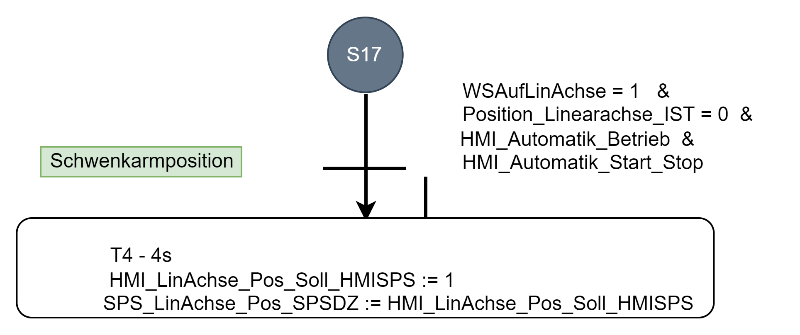 S17
WSAufLinAchse = 1 &
Position_Linearachse_IST = 0 &
HMI_Automatik_Betrieb &
HMI_Automatik_Start_Stop
Schwenkarmposition
T4 - 4s
HMI_LinAchse_Pos_Soll_HMISPS := 1
SPS_LinAchse_Pos_SPSDZ := HMI_LinAchse_Pos_Soll_HMISPS